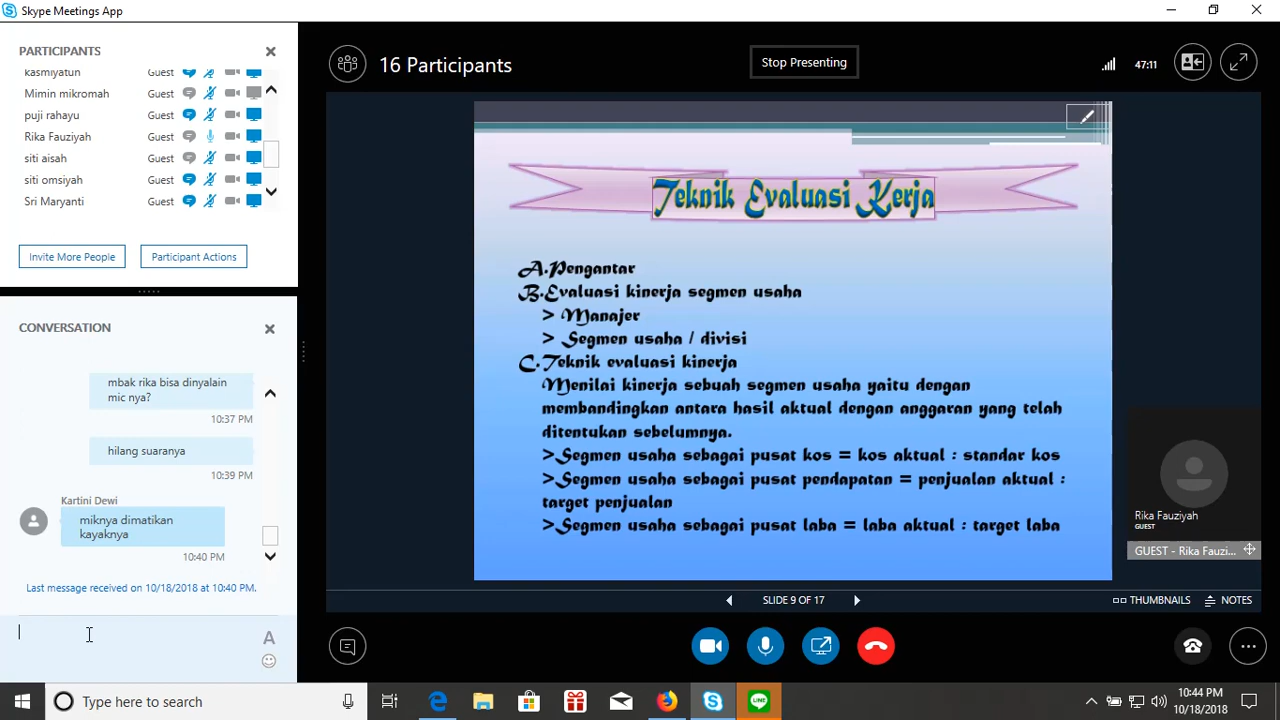 Skype Meetings App
PARTICIPANTS
kasmiyatun Guest
Mimin mikromah Guest
puji rahayu Guest
Rika Fauziyah Guest
siti aisah Guest
siti omsiyah Guest
Sri Maryanti Guest
Invite More People
Participant Actions
CONVERSATION
mbak rika bisa dinyalain
mic nya?
10:37 PM
hilang suaranya
10:39 PM
Kartini Dewi
miknya dimatikan
kayaknya
10:40 PM
Last message received on 10/18/2018 at 10:40 PM.
A
16 Participants
Stop Presenting
47:11
Teknik Evaluasi Kerja
A.Pengantar
B.Evaluasi kinerja segmen usaha
> Manajer
> Segmen usaha / divisi
C.Teknik evaluasi kinerja
Menilai kinerja sebuah segmen usaha yaitu dengan
membandingkan antara hasil aktual dengan anggaran yang telah
ditentukan sebelumnya.
>Segmen usaha sebagai pusat kos = kos aktual : standar kos
>Segmen usaha sebagai pusat pendapatan = penjualan aktual :
target penjualan
>Segmen usaha sebagai pusat laba = laba aktual : target laba
Rika Fauziyah
GUEST
GUEST - Rika Fauzi...
SLIDE 9 OF 17
THUMBNAILS
NOTES
Type here to search
LINE
10:44 PM
10/18/2018